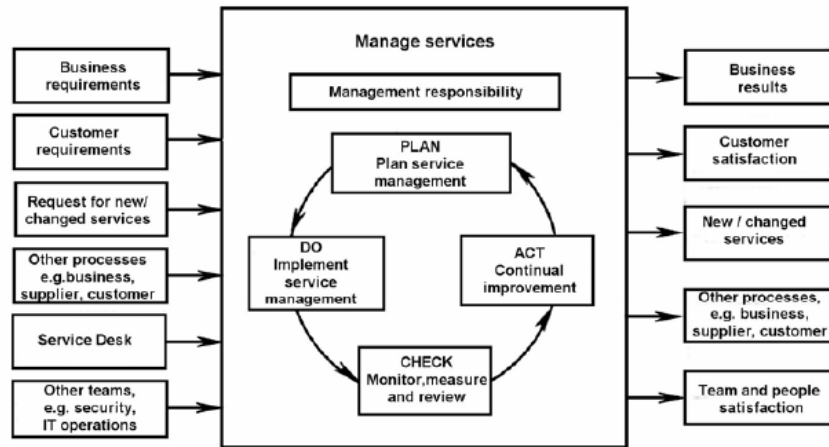 Manage services
Management responsibility
Business
requirements
Customer
requirements
Request for new/
changed services
Other processes
e.g.business,
supplier, customer
Service Desk
Other teams,
e.g. security,
IT operations
PLAN
Plan service
management
DO
Implement
service
management
CHECK
Monitor,measure
and review
ACT
Continual
improvement
Business
results
Customer
satisfaction
New / changed
services
Other processes,
e.g. business,
supplier, customer
Team and people
satisfaction